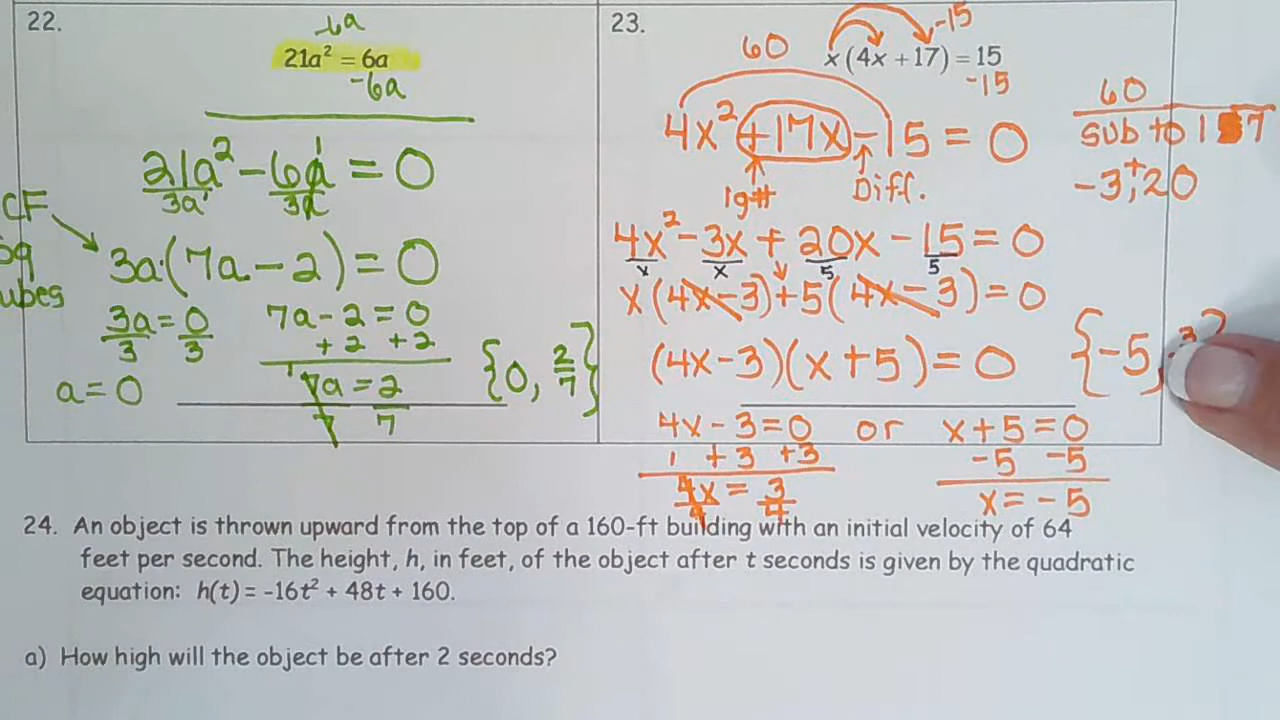 22.
-6a
21a² = 6a
-6a
21a² - 6a = 0
3a 3a
CF
3a·(7a - 2) = 0
ubes
3a = 0
3 3
a = 0
7a - 2 = 0
+ 2 + 2
7a = 2
7 7
{0, 2/7}
23.
-15
60
x(4x + 17) = 15
-15
4x² + 17x - 15 = 0
lg# Diff.
60
sub to 17
-3, +20
4x² - 3x + 20x - 15 = 0
x x 5 5
x(4x - 3) + 5(4x - 3) = 0
(4x - 3)(x + 5) = 0
{-5, 3 }
4x - 3 = 0 or x + 5 = 0
+ 3 + 3 -5 -5
4x = 3
4 4
x = -5
24. An object is thrown upward from the top of a 160-ft building with an initial velocity of 64
feet per second. The height, h, in feet, of the object after t seconds is given by the quadratic
equation: h(t) = -16t² + 48t + 160.
a) How high will the object be after 2 seconds?